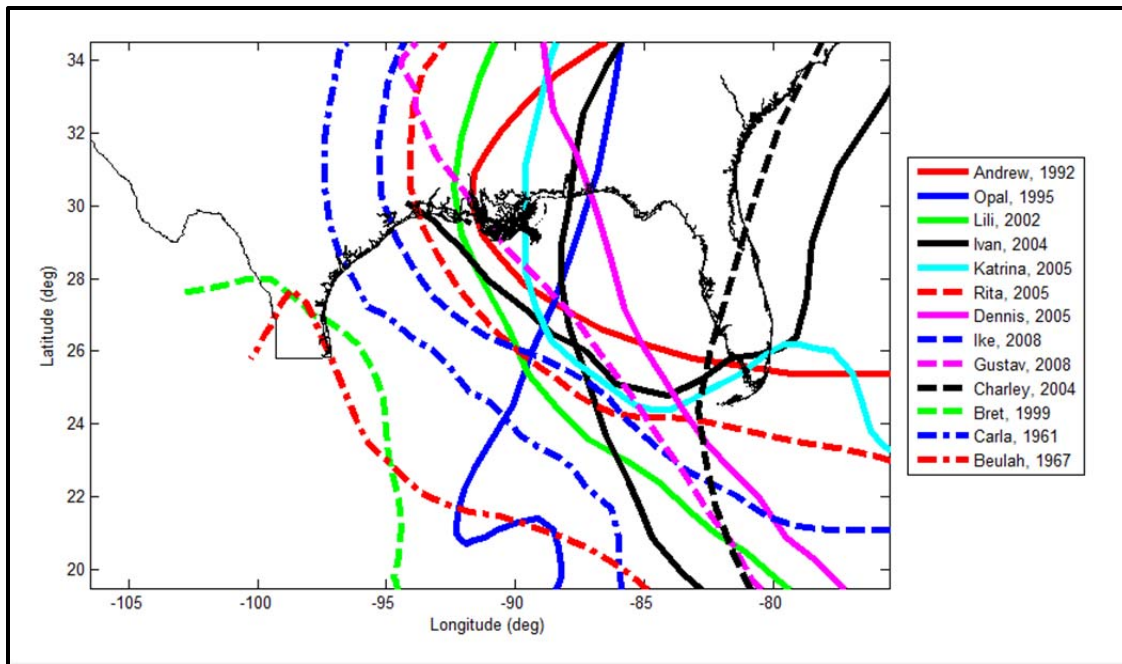 34
32
30
28
26
24
22
20
Latitude (deg)
-105
-100
-95
-90
-85
-80
Longitude (deg)
Andrew, 1992
Opal, 1995
Lili, 2002
Ivan, 2004
Katrina, 2005
Rita, 2005
Dennis, 2005
Ike, 2008
Gustav, 2008
Charley, 2004
Bret, 1999
Carla, 1961
Beulah, 1967